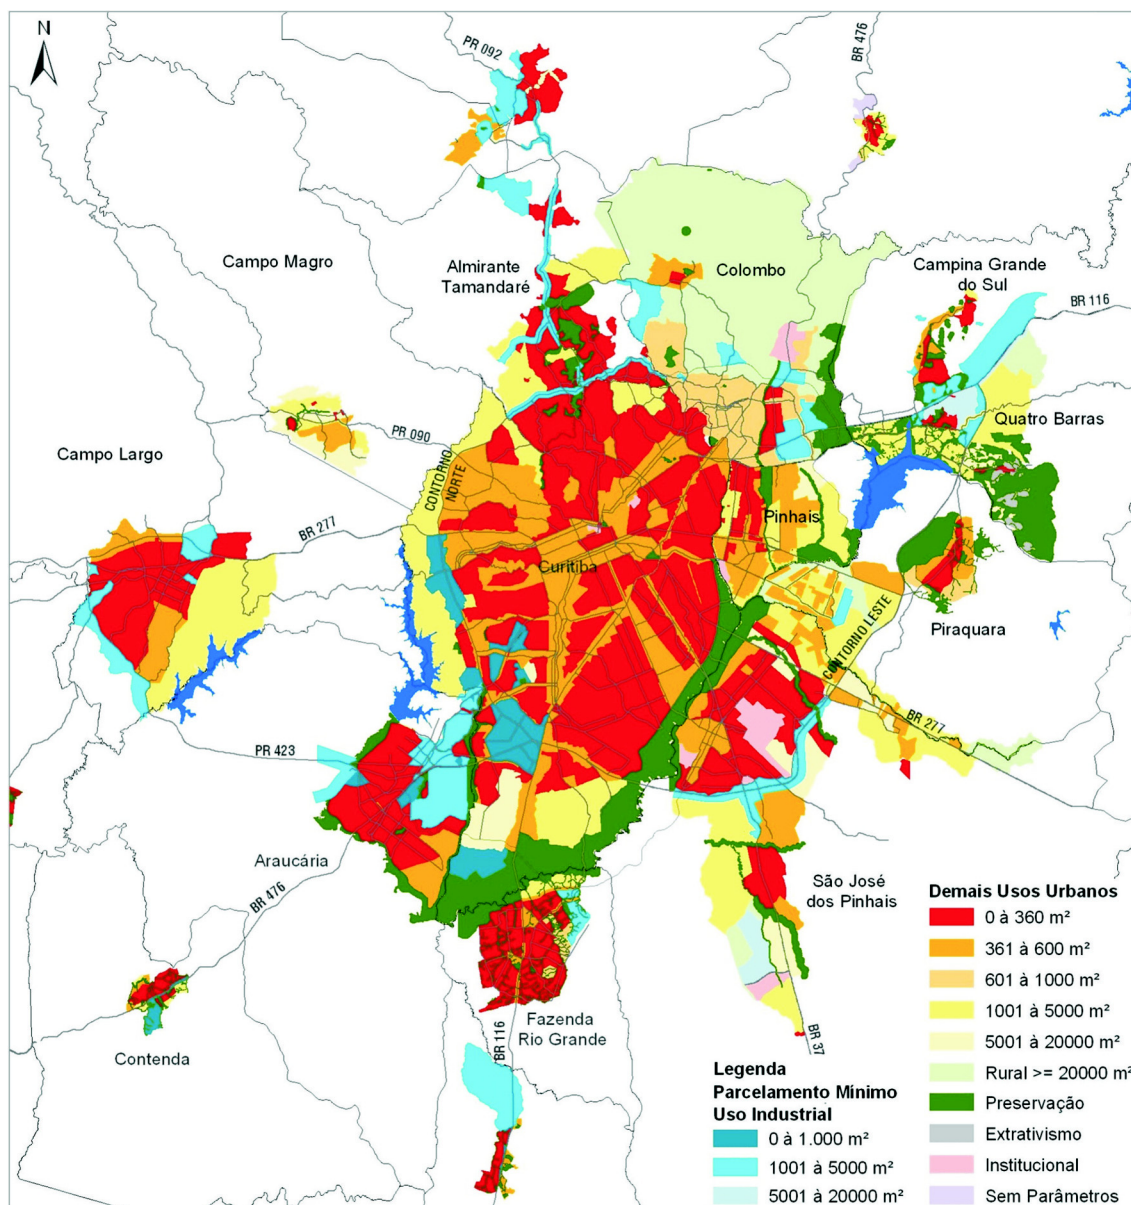 N
PR 092
BR 476
Campo Magro
Almirante
Tamandaré
Colombo
Campina Grande
do Sul
BR 116
Quatro Barras
Campo Largo
PR 090
CONTORNO
NORTE
BR 277
Pinhais
Curitiba
Piraquara
CONTORNO LESTE
BR 277
PR 423
Araucária
BR 476
São José
dos Pinhais
Fazenda
Rio Grande
BR 116
BR 37
Contenda
Legenda
Parcelamento Mínimo
Uso Industrial
0 à 1.000 m²
1001 à 5000 m²
5001 à 20000 m²
Demais Usos Urbanos
0 à 360 m²
361 à 600 m²
601 à 1000 m²
1001 à 5000 m²
5001 à 20000 m²
Rural >= 20000 m²
Preservação
Extrativismo
Institucional
Sem Parâmetros